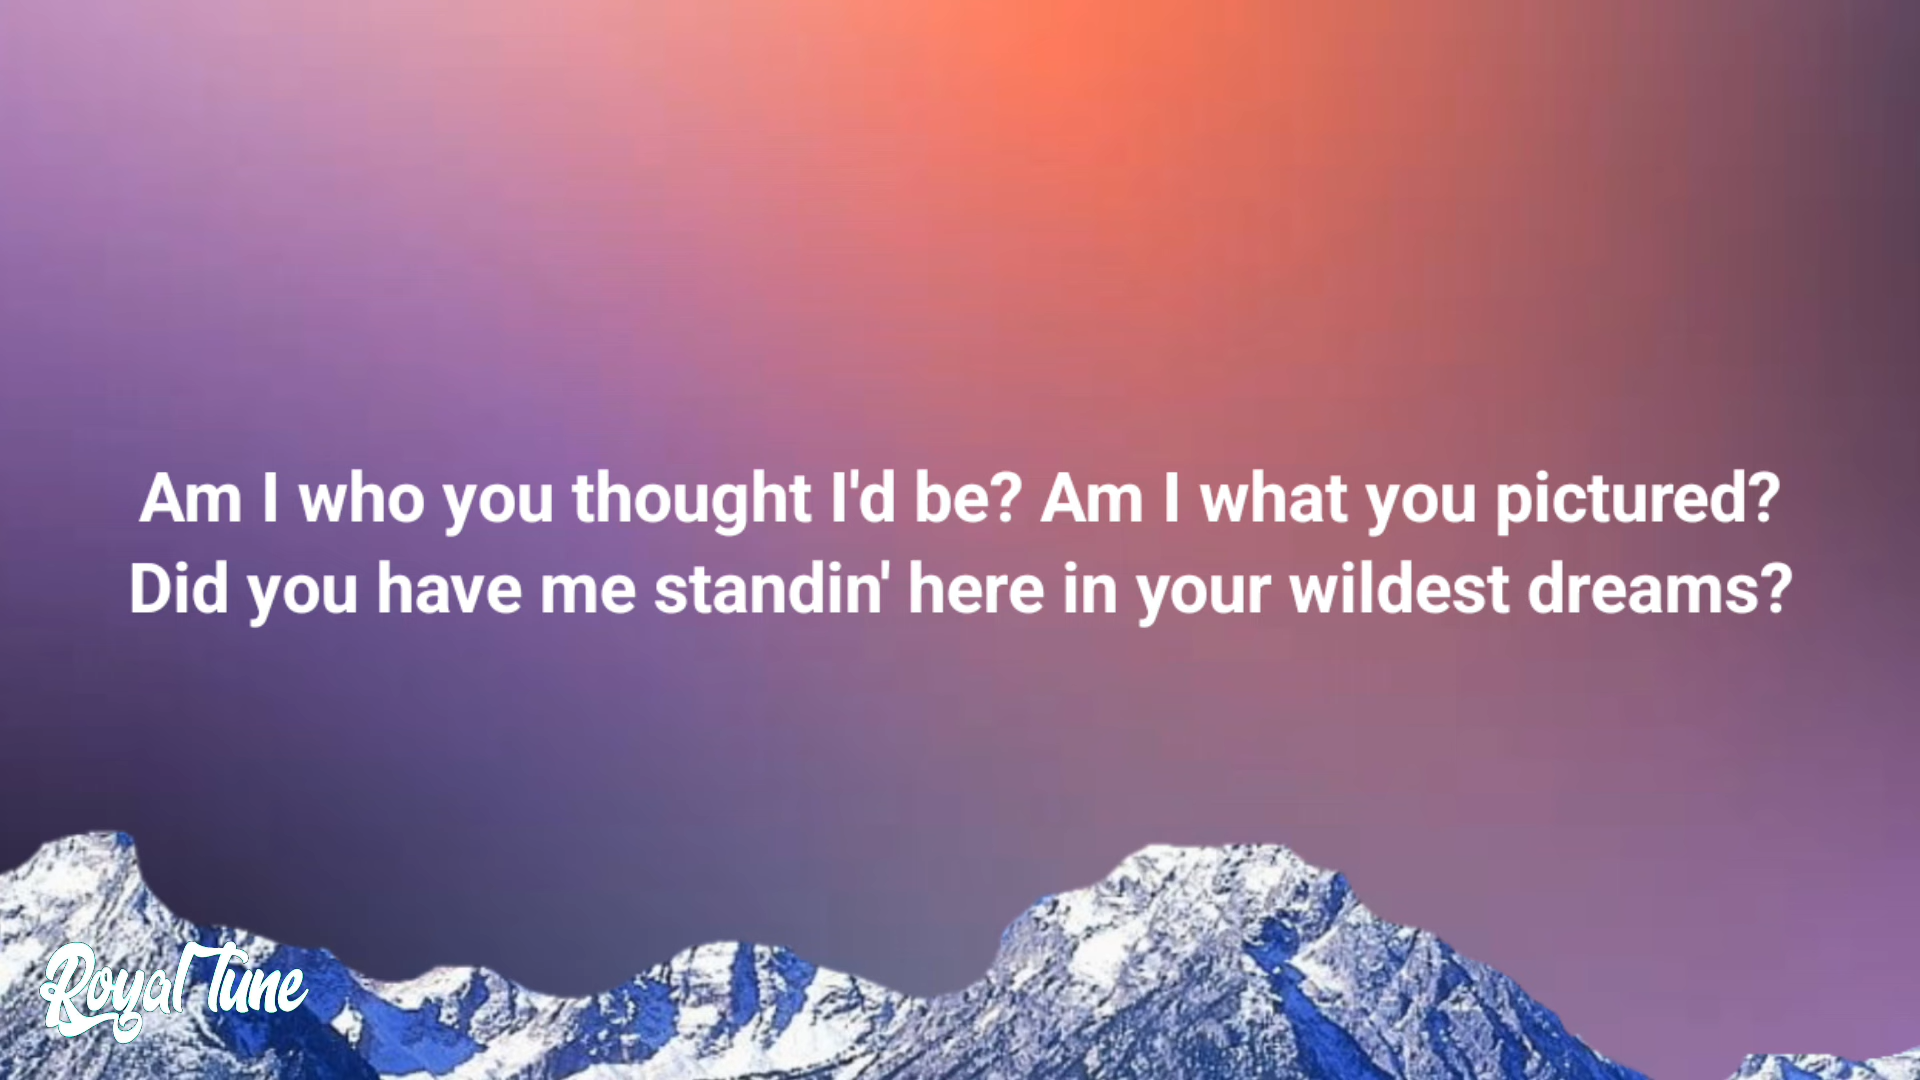 Am I who you thought I'd be? Am I what you pictured?
Did you have me standin' here in your wildest dreams?
Royal Tune